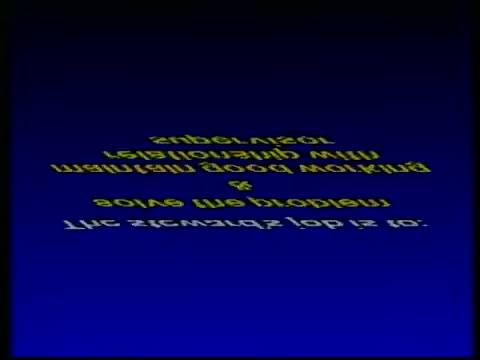 The steward's job is to:
solve the problem
&
maintain good working
relationship with
supervisor